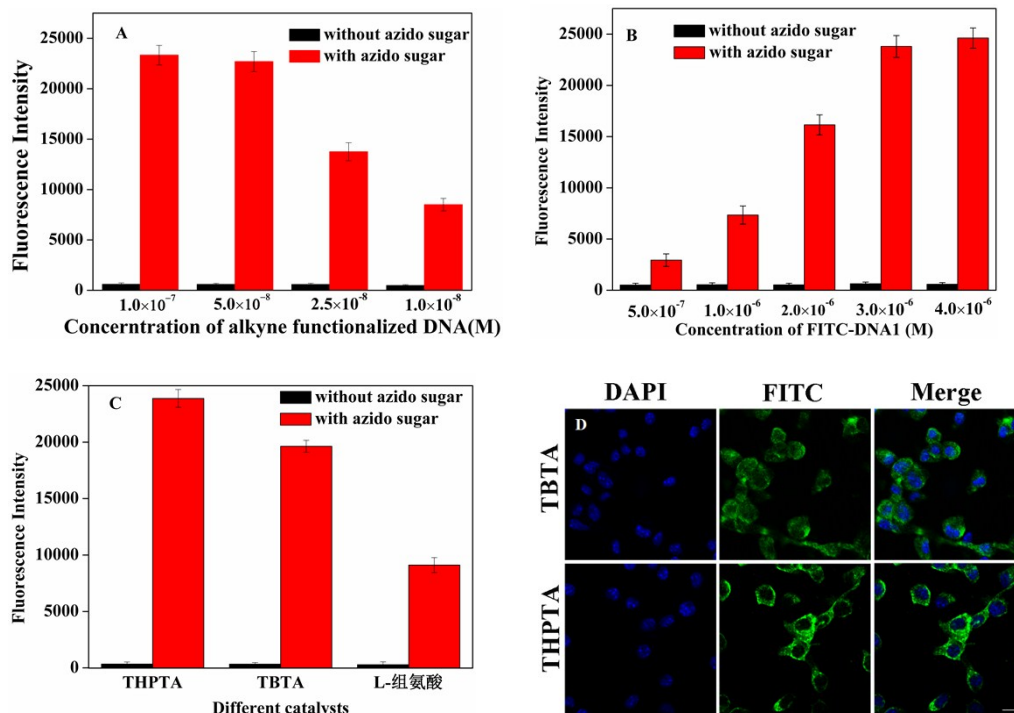 A
without azido sugar
with azido sugar
Fluorescence Intensity
25000
20000
15000
10000
5000
0
1.0×10⁻⁷ 5.0×10⁻⁸ 2.5×10⁻⁸ 1.0×10⁻⁸
Concerntration of alkyne functionalized DNA(M)
B
without azido sugar
with azido sugar
Fluorescence Intensity
25000
20000
15000
10000
5000
0
5.0×10⁻⁷ 1.0×10⁻⁶ 2.0×10⁻⁶ 3.0×10⁻⁶ 4.0×10⁻⁶
Concentration of FITC-DNA1 (M)
C
without azido sugar
with azido sugar
Fluorescence Intensity
25000
20000
15000
10000
5000
0
THPTA TBTA L-组氨酸
Different catalysts
DAPI FITC Merge
D
TBTA
THPTA